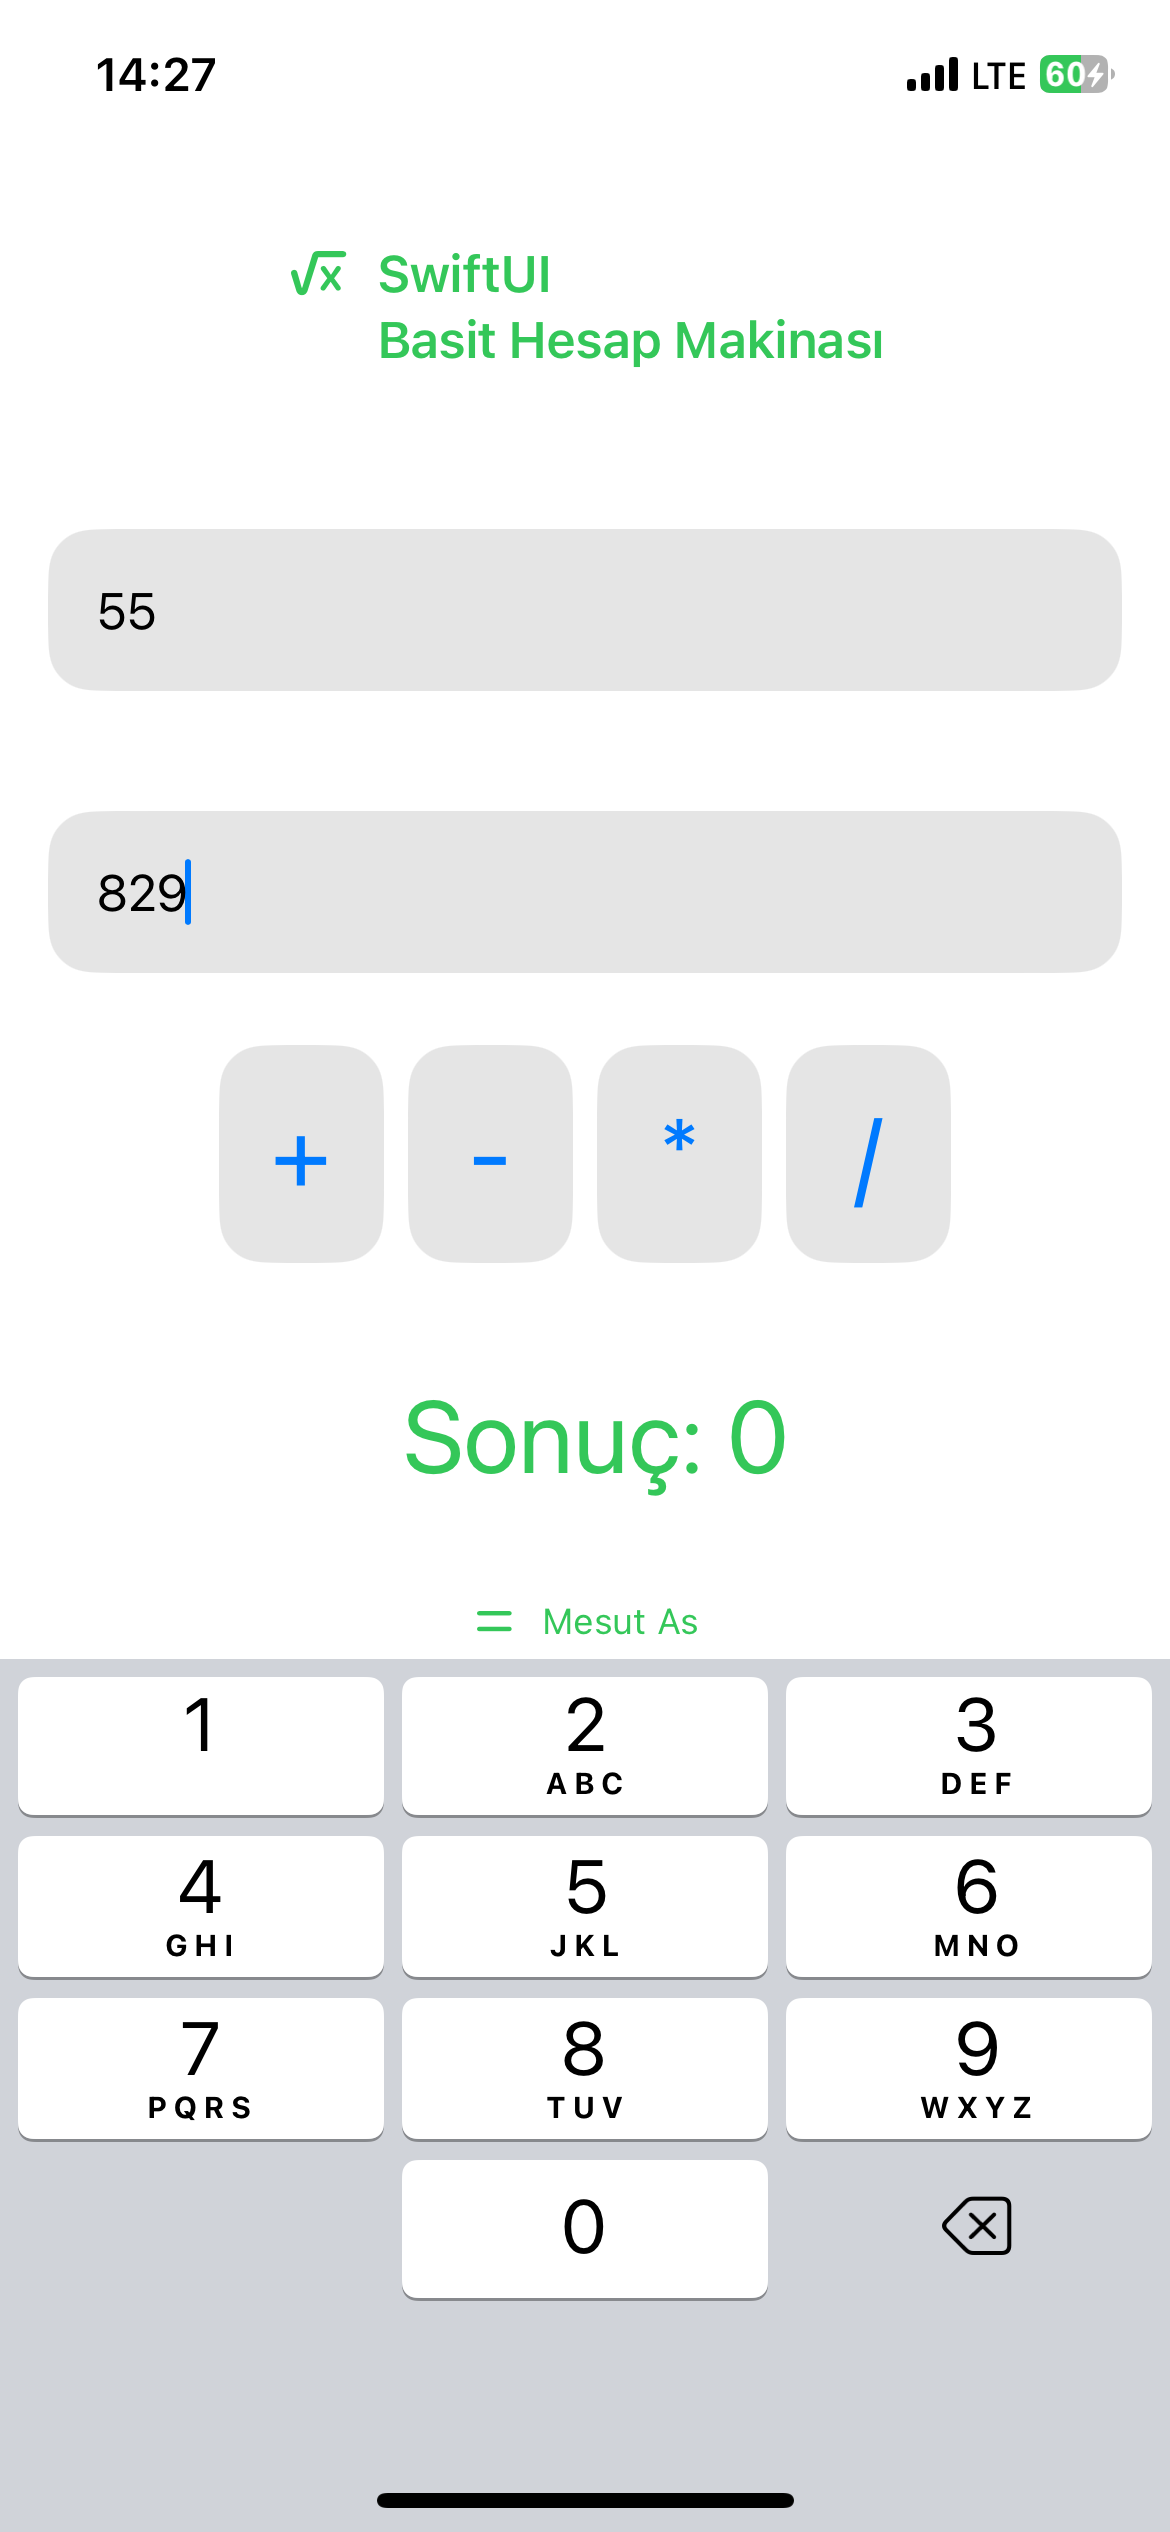 14:27 LTE 60
SwiftUI
Basit Hesap Makinası
55
829
+ - * /
Sonuç: 0
= Mesut As
1 2 3
ABC DEF
4 5 6
GHI JKL MNO
7 8 9
PQRS TUV WXYZ
0